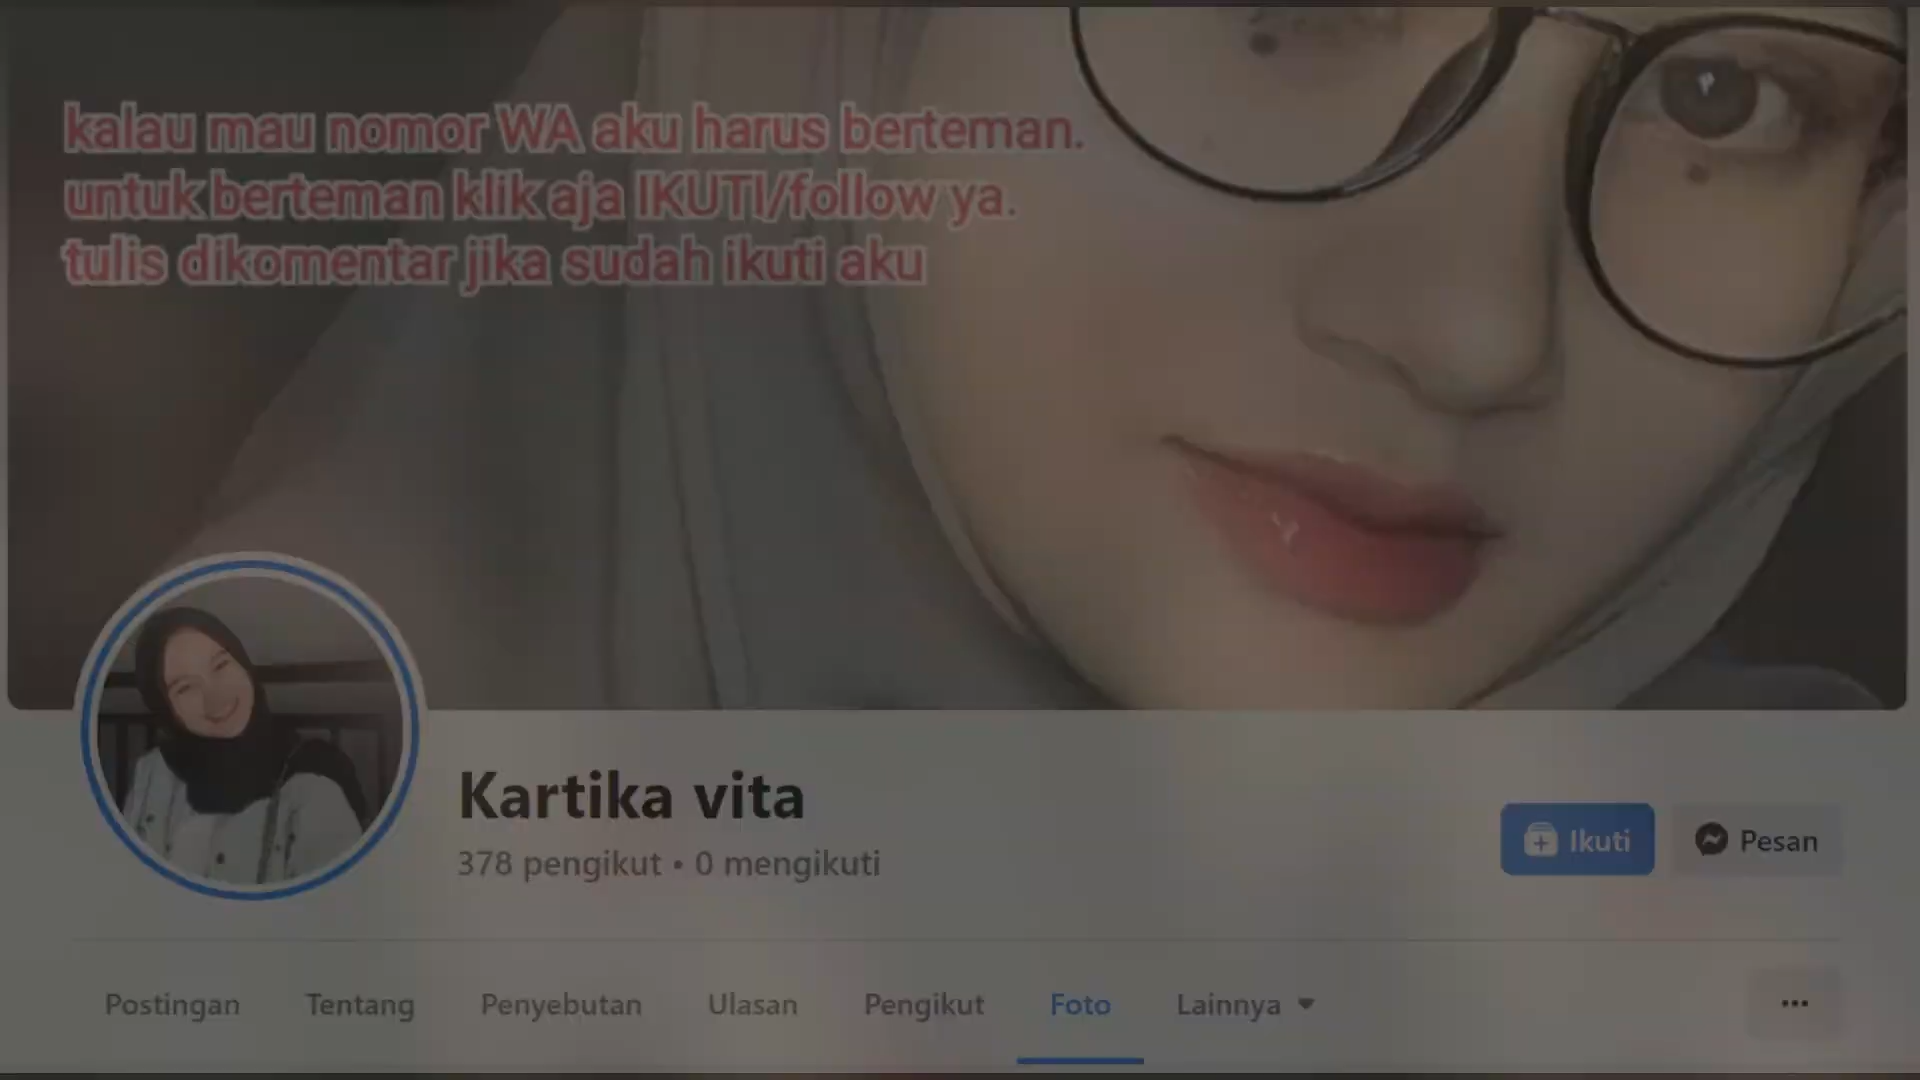 kalau mau nomor WA aku harus berteman.
untuk berteman klik aja IKUTI/follow ya.
tulis dikomentar jika sudah ikuti aku
Kartika vita
378 pengikut • 0 mengikuti
Ikuti
Pesan
Postingan Tentang Penyebutan Ulasan Pengikut Foto Lainnya